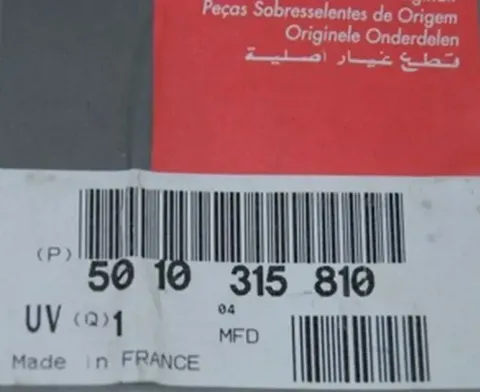 Peças Sobresselentes de Origem
Originele Onderdelen
قطع غيار أصلية
(P)
50 10 315 810
UV (Q) 1
04
MFD
Made in FRANCE